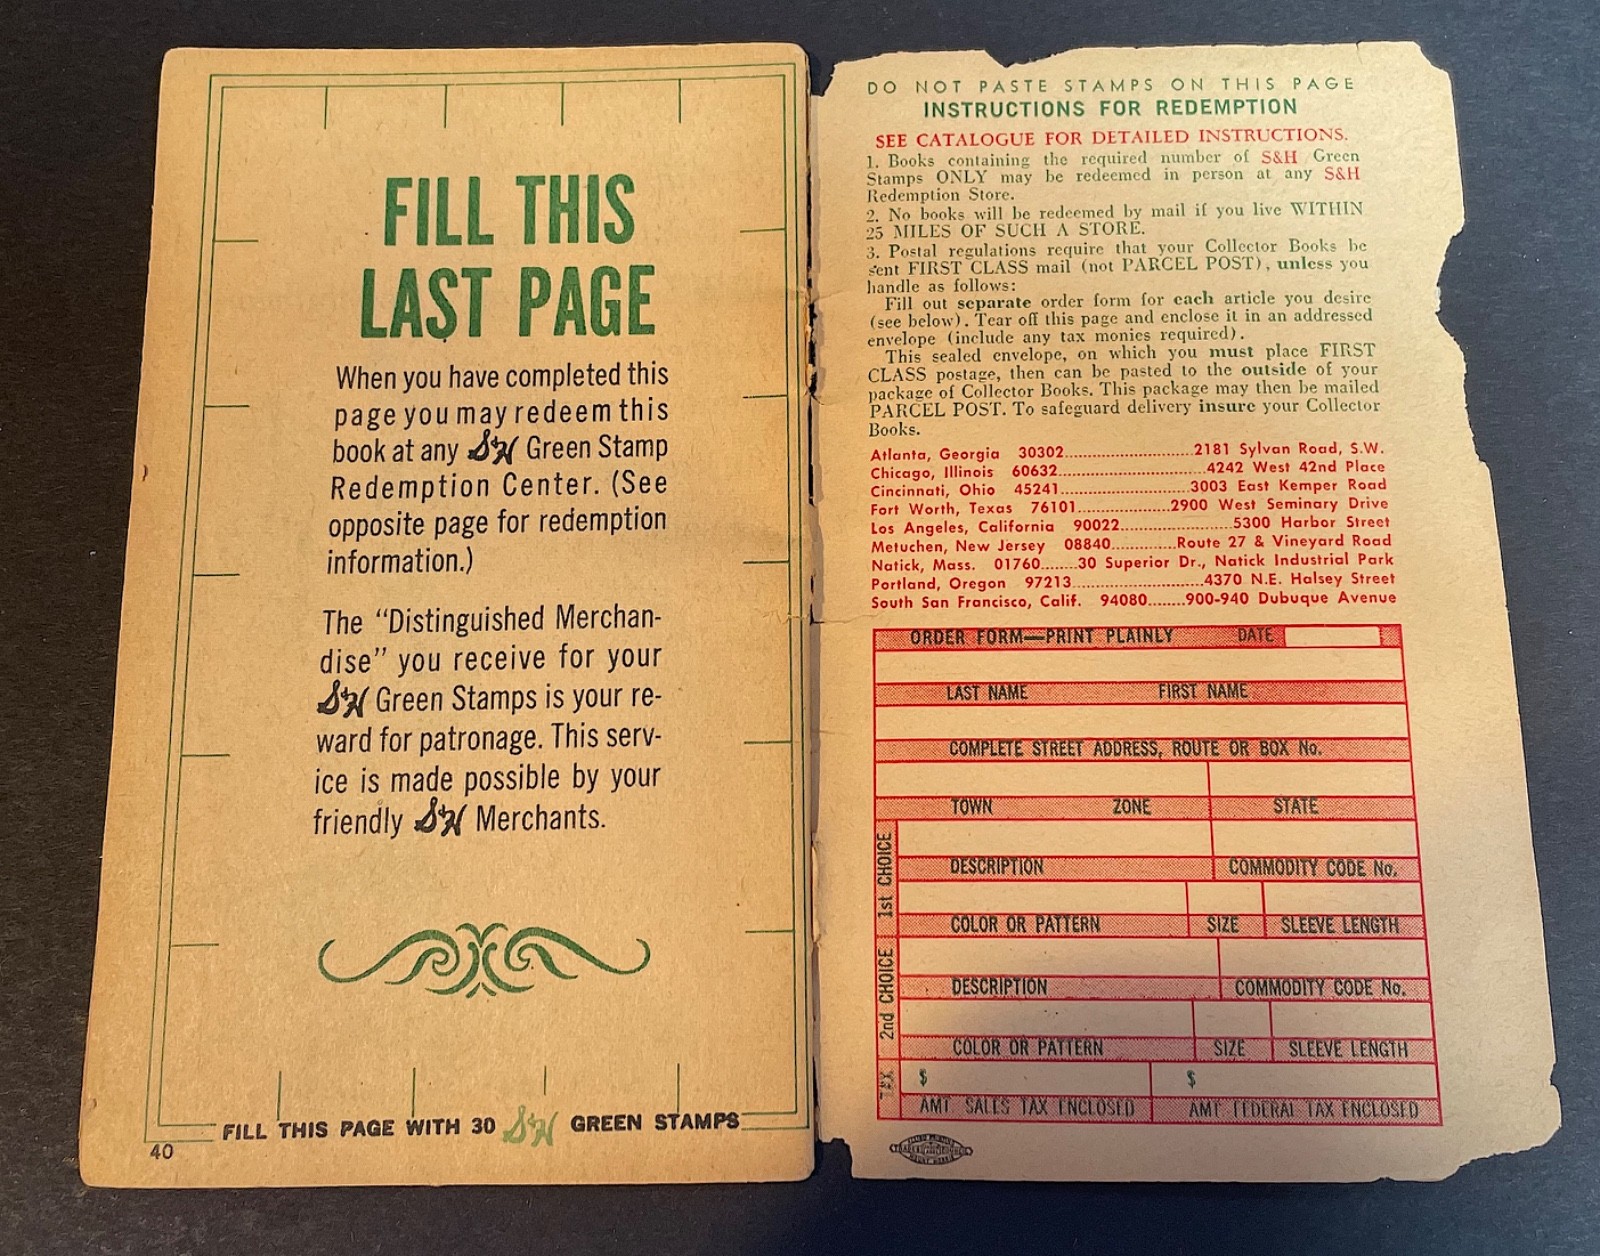 FILL THIS
LAST PAGE
When you have completed this
page you may redeem this
book at any S&H Green Stamp
Redemption Center. (See
opposite page for redemption
information.)
The “Distinguished Merchan-
dise” you receive for your
S&H Green Stamps is your re-
ward for patronage. This serv-
ice is made possible by your
friendly S&H Merchants.
FILL THIS PAGE WITH 30 S&H GREEN STAMPS
40
DO NOT PASTE STAMPS ON THIS PAGE
INSTRUCTIONS FOR REDEMPTION
SEE CATALOGUE FOR DETAILED INSTRUCTIONS.
1. Books containing the required number of S&H Green
Stamps ONLY may be redeemed in person at any S&H
Redemption Store.
2. No books will be redeemed by mail if you live WITHIN
25 MILES OF SUCH A STORE.
3. Postal regulations require that your Collector Books be
sent FIRST CLASS mail (not PARCEL POST), unless you
handle as follows:
Fill out separate order form for each article you desire
(see below). Tear off this page and enclose it in an addressed
envelope (include any tax monies required).
This sealed envelope, on which you must place FIRST
CLASS postage, then can be pasted to the outside of your
package of Collector Books. This package may then be mailed
PARCEL POST. To safeguard delivery insure your Collector
Books.
Atlanta, Georgia 30302..........................2181 Sylvan Road, S.W.
Chicago, Illinois 60632..............................4242 West 42nd Place
Cincinnati, Ohio 45241..........................3003 East Kemper Road
Fort Worth, Texas 76101...................2900 West Seminary Drive
Los Angeles, California 90022.......................5300 Harbor Street
Metuchen, New Jersey 08840.............Route 27 & Vineyard Road
Natick, Mass. 01760........30 Superior Dr., Natick Industrial Park
Portland, Oregon 97213...........................4370 N.E. Halsey Street
South San Francisco, Calif. 94080........900-940 Dubuque Avenue
ORDER FORM—PRINT PLAINLY DATE
LAST NAME FIRST NAME
COMPLETE STREET ADDRESS, ROUTE OR BOX No.
TOWN ZONE STATE
1st CHOICE
DESCRIPTION COMMODITY CODE No.
COLOR OR PATTERN SIZE SLEEVE LENGTH
2nd CHOICE
DESCRIPTION COMMODITY CODE No.
COLOR OR PATTERN SIZE SLEEVE LENGTH
TAX
$ $
AMT SALES TAX ENCLOSED AMT FEDERAL TAX ENCLOSED